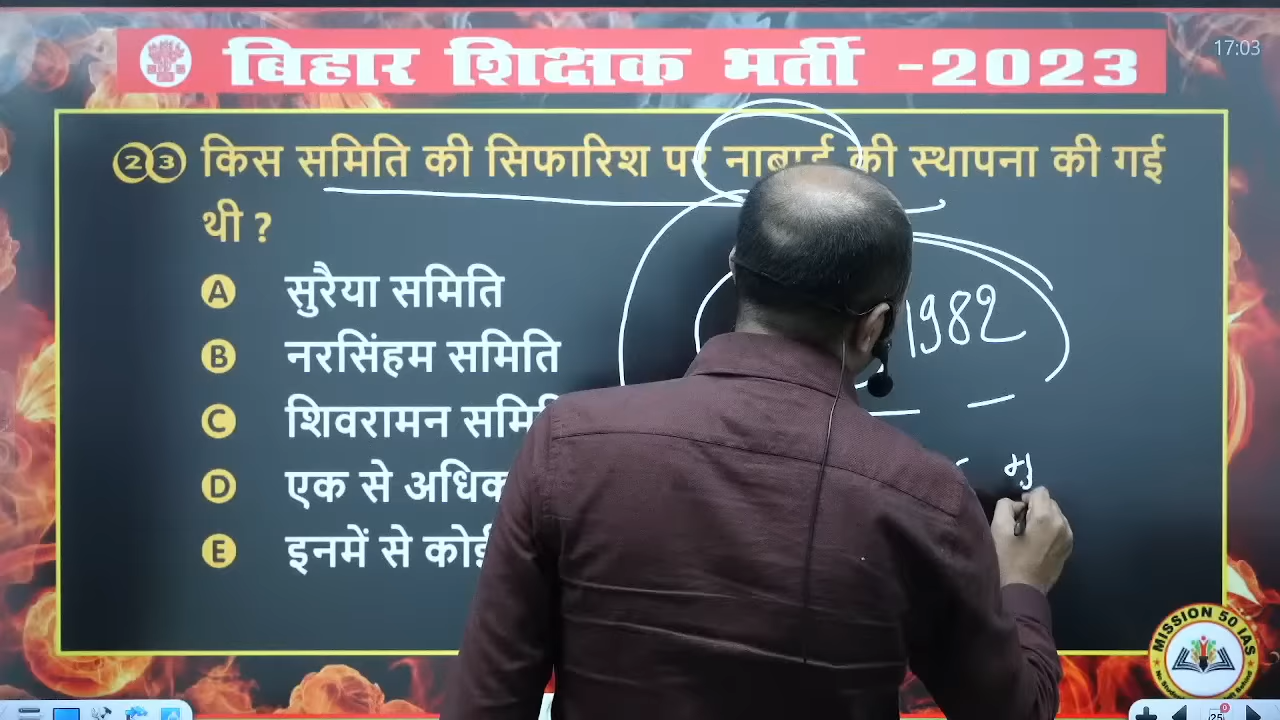 बिहार शिक्षक भर्ती -2023
17:03
23 किस समिति की सिफारिश पर नाबार्ड की स्थापना की गई
थी ?
A सुरैया समिति
1982
B नरसिंहम समिति
C शिवरामन
D एक से अधिक
E इनमें से
MISSION 50 IAS
25